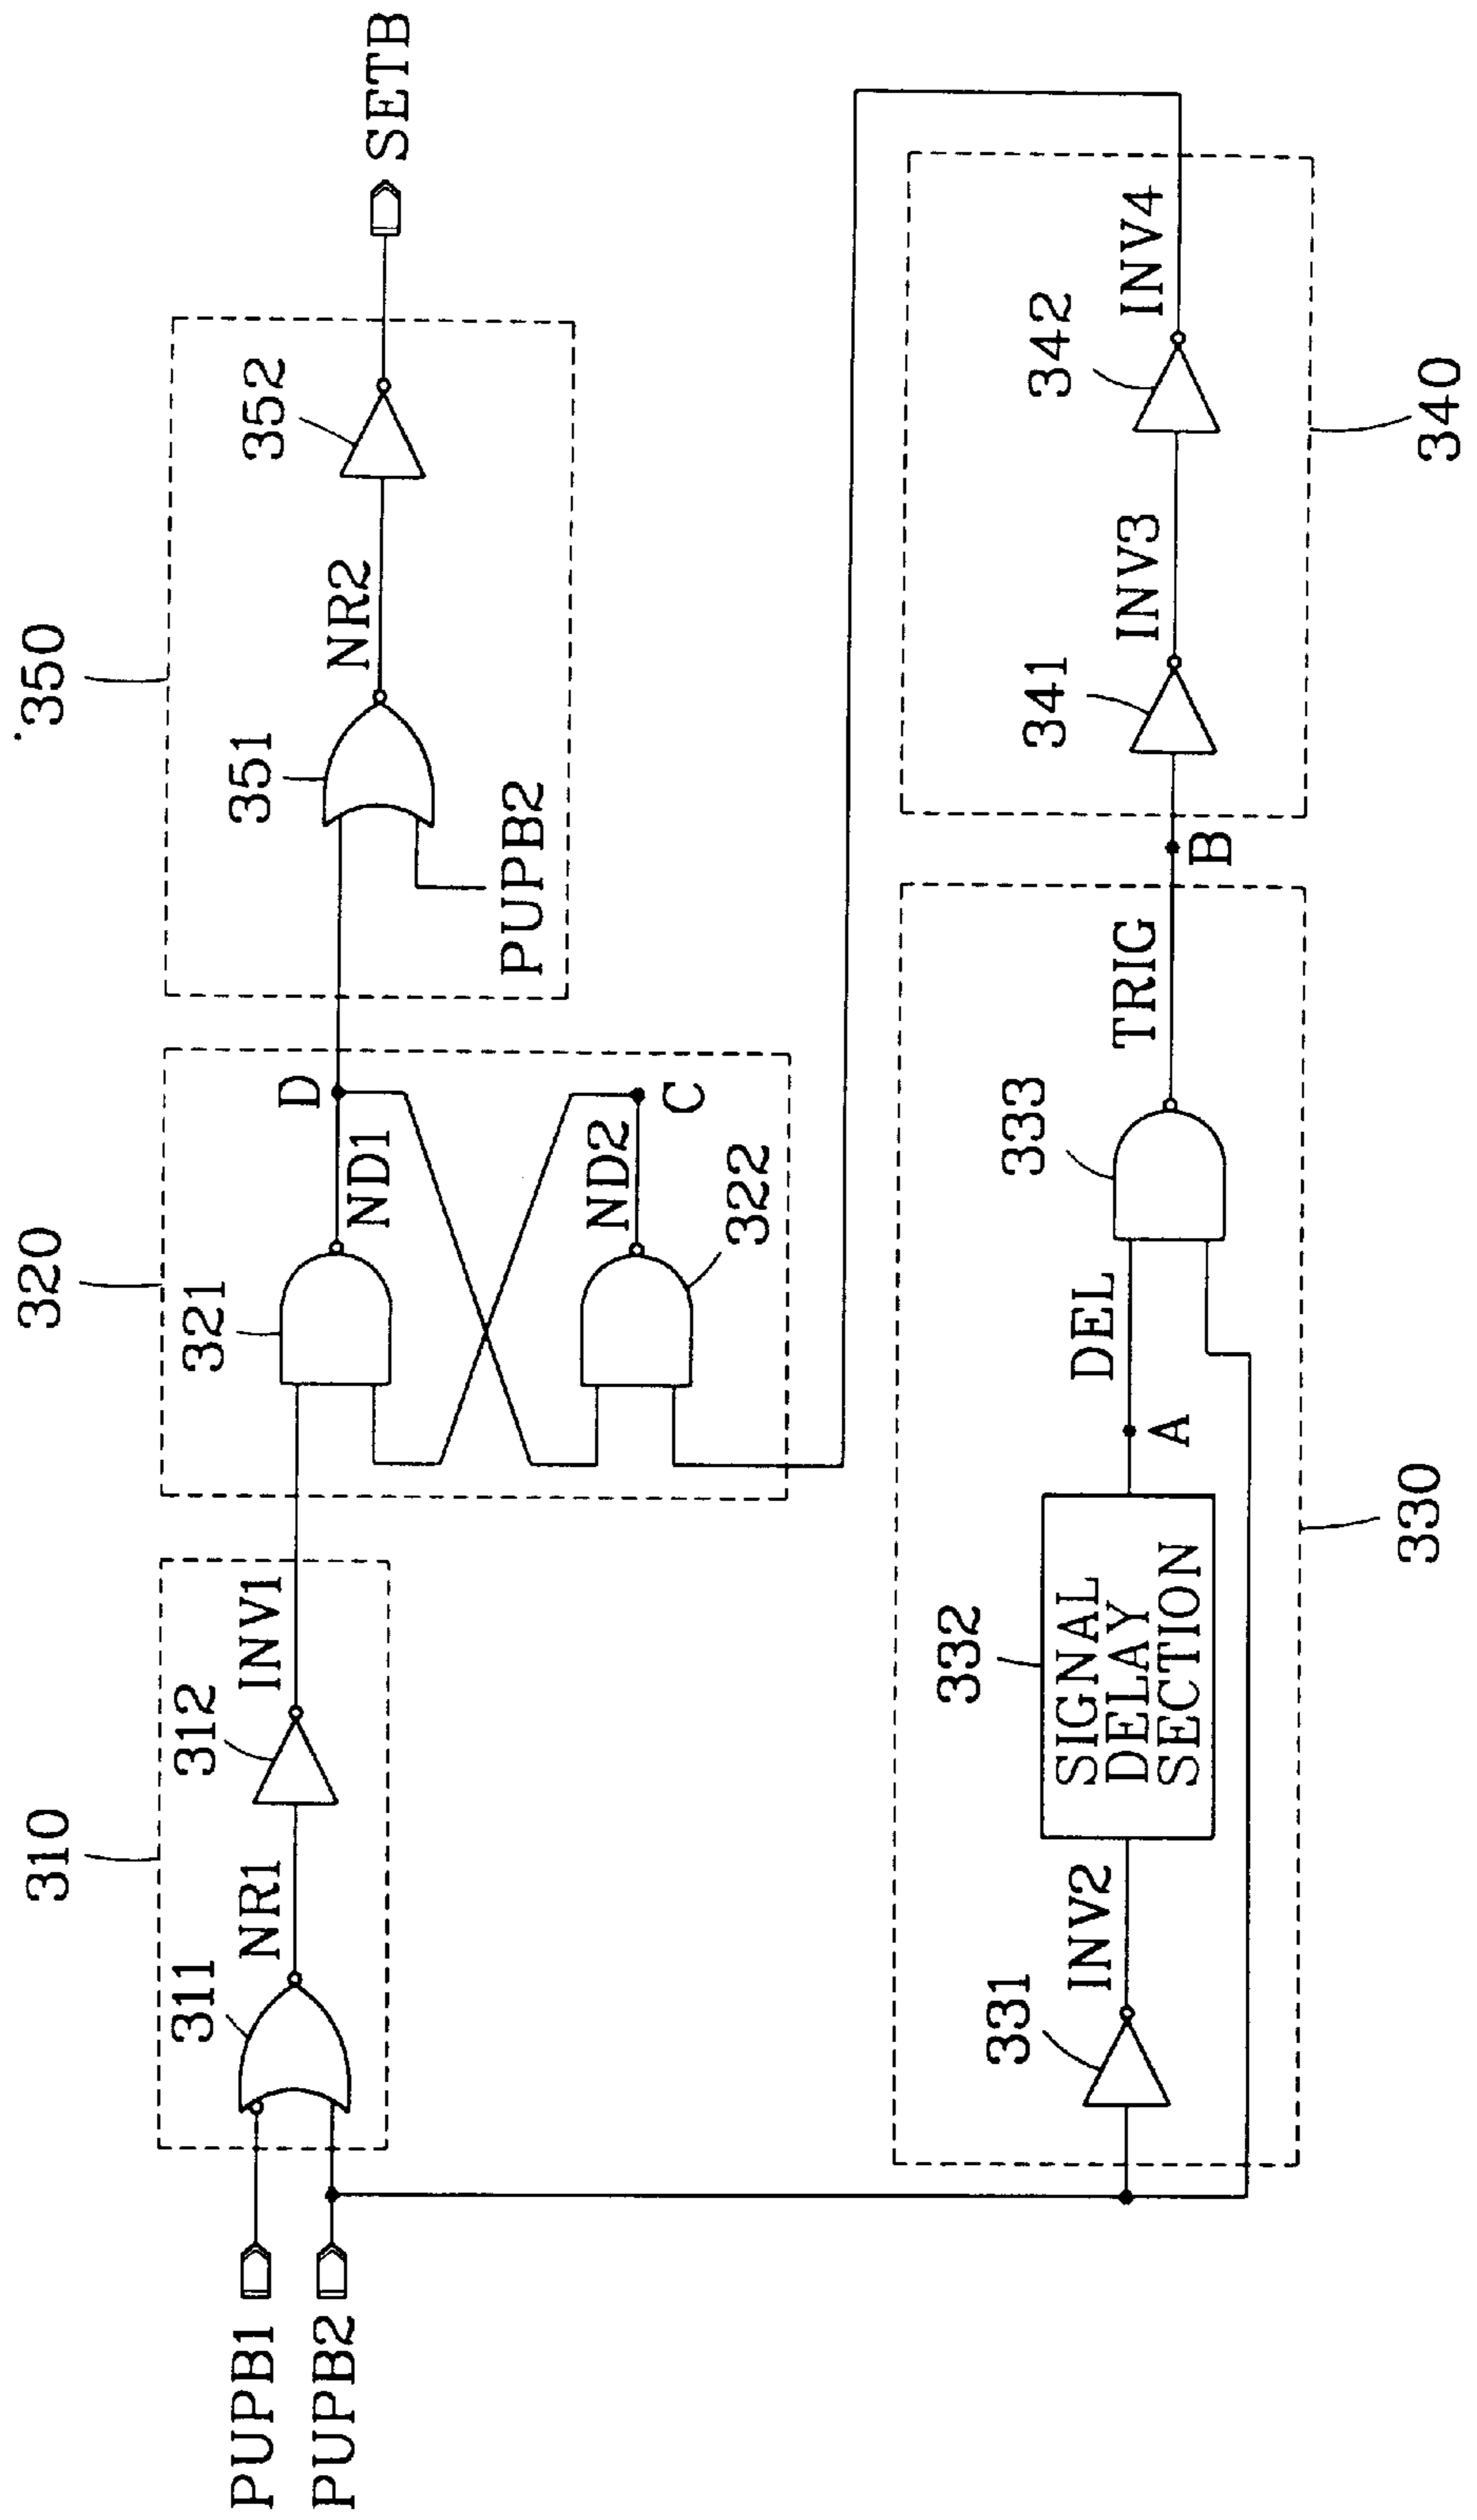 350
320
310
351
352
321
312
311
NR2
SETB
D
ND1
INV1
NR1
PUPB1
PUPB2
PUPB2
ND2
C
322
331
332
333
341
342
INV2
SIGNAL
DELAY
SECTION
DEL
A
TRIG
B
INV3
INV4
330
340